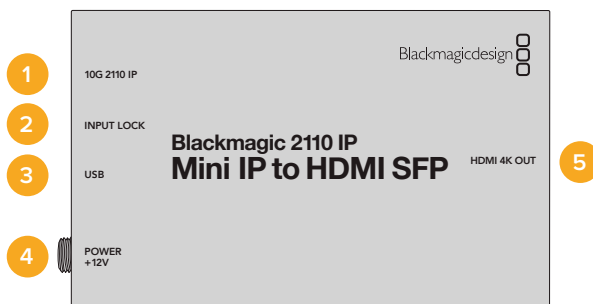 Blackmagicdesign
1
10G 2110 IP
2
INPUT LOCK
Blackmagic 2110 IP
Mini IP to HDMI SFP
3
USB
HDMI 4K OUT
5
4
POWER
+12V